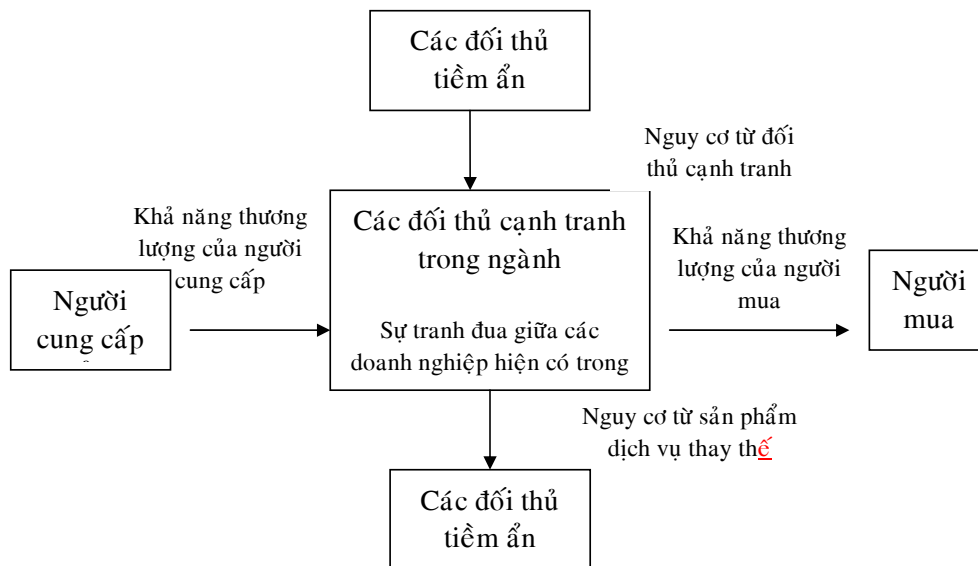 Các đối thủ
tiềm ẩn
Nguy cơ từ đối
thủ cạnh tranh
Khả năng thương
lượng của người
cung cấp
Các đối thủ cạnh tranh
trong ngành
Khả năng thương
lượng của người
mua
Người
cung cấp
Người
mua
Sự tranh đua giữa các
doanh nghiệp hiện có trong
Nguy cơ từ sản phẩm
dịch vụ thay thế
Các đối thủ
tiềm ẩn